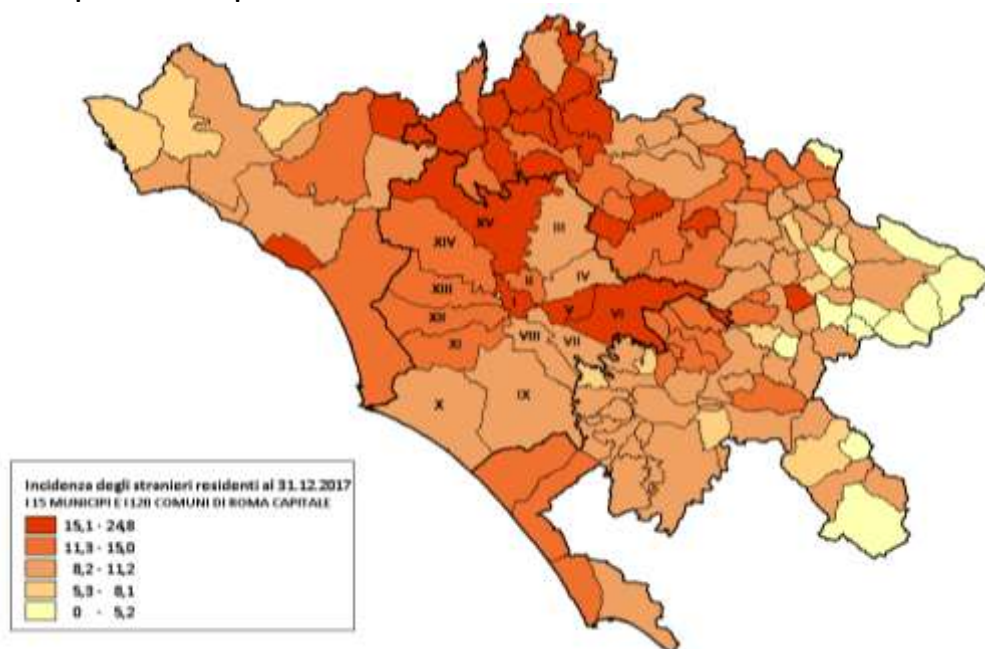 XV
III
XIV
II
IV
XIII
I
V
VI
XII
VIII
VII
XI
X
IX
Incidenza degli stranieri residenti al 31.12.2017
I 15 MUNICIPI E I 120 COMUNI DI ROMA CAPITALE
15,1 - 24,8
11,3 - 15,0
8,2 - 11,2
5,3 - 8,1
0 - 5,2